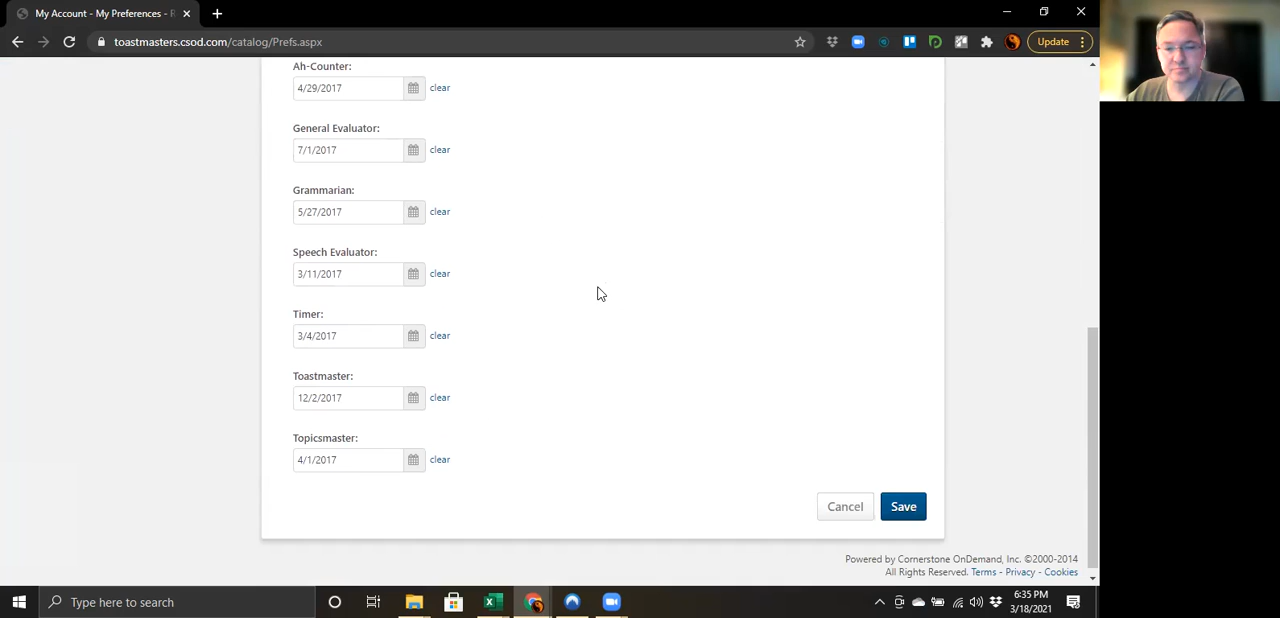 My Account - My Preferences - R
toastmasters.csod.com/catalog/Prefs.aspx
Update
Ah-Counter:
4/29/2017
clear
General Evaluator:
7/1/2017
clear
Grammarian:
5/27/2017
clear
Speech Evaluator:
3/11/2017
clear
Timer:
3/4/2017
clear
Toastmaster:
12/2/2017
clear
Topicsmaster:
4/1/2017
clear
Cancel
Save
Powered by Cornerstone OnDemand, Inc. ©2000-2014
All Rights Reserved. Terms - Privacy - Cookies
Type here to search
6:35 PM
3/18/2021